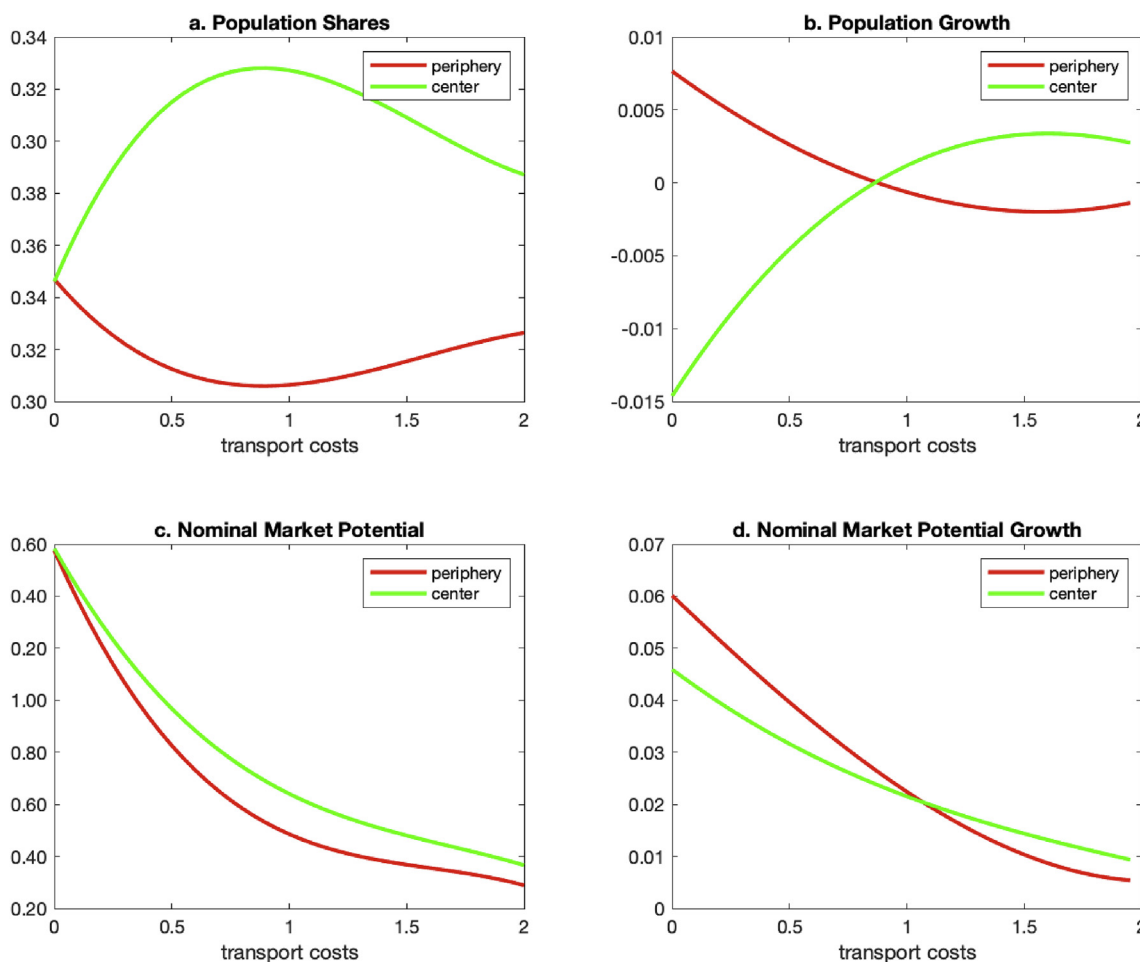 a. Population Shares
0.34
0.32
0.30
0.38
0.36
0.34
0.32
0.30
periphery
center
0 0.5 1 1.5 2
transport costs
b. Population Growth
0.01
0.005
0
-0.005
-0.01
-0.015
periphery
center
0 0.5 1 1.5 2
transport costs
c. Nominal Market Potential
0.60
0.40
0.20
1.00
0.80
0.60
0.40
0.20
periphery
center
0 0.5 1 1.5 2
transport costs
d. Nominal Market Potential Growth
0.07
0.06
0.05
0.04
0.03
0.02
0.01
0
periphery
center
0 0.5 1 1.5 2
transport costs